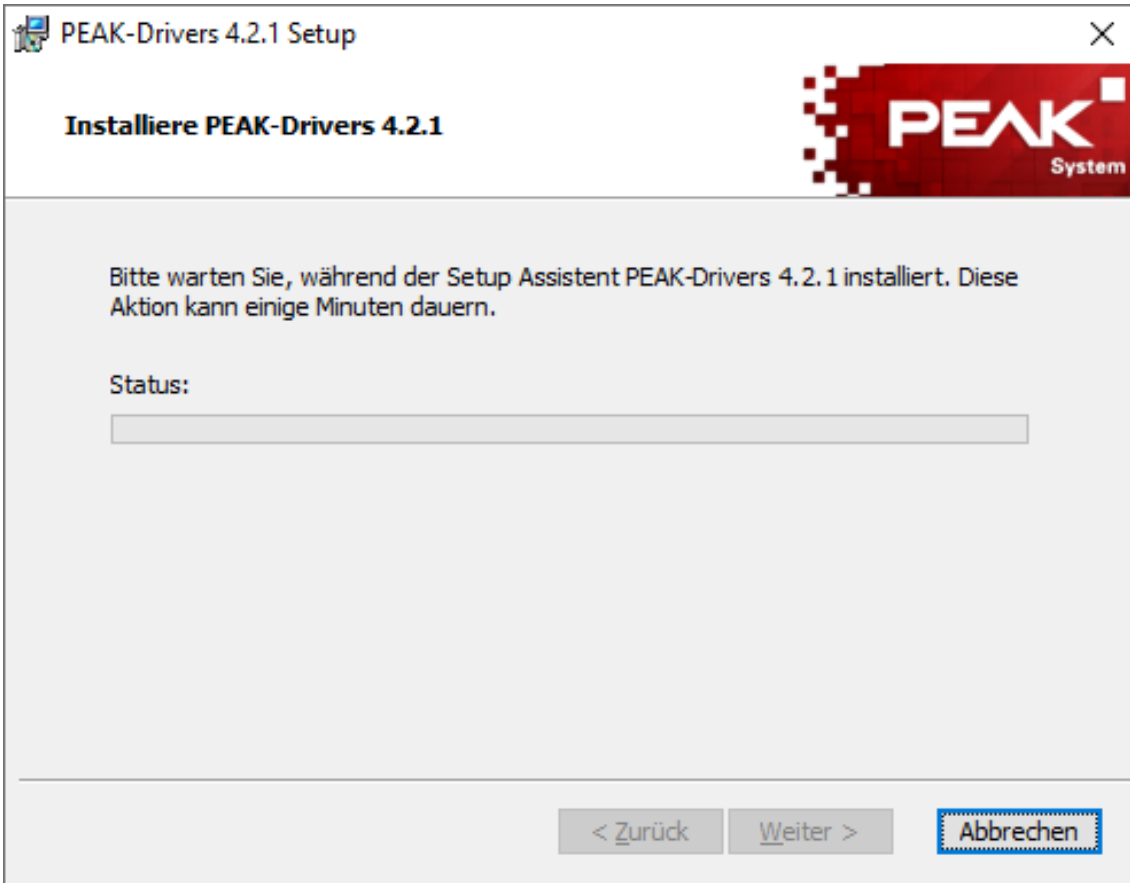 PEAK-Drivers 4.2.1 Setup
Installiere PEAK-Drivers 4.2.1
PEAK
System
Bitte warten Sie, während der Setup Assistent PEAK-Drivers 4.2.1 installiert. Diese
Aktion kann einige Minuten dauern.
Status:
< Zurück
Weiter >
Abbrechen